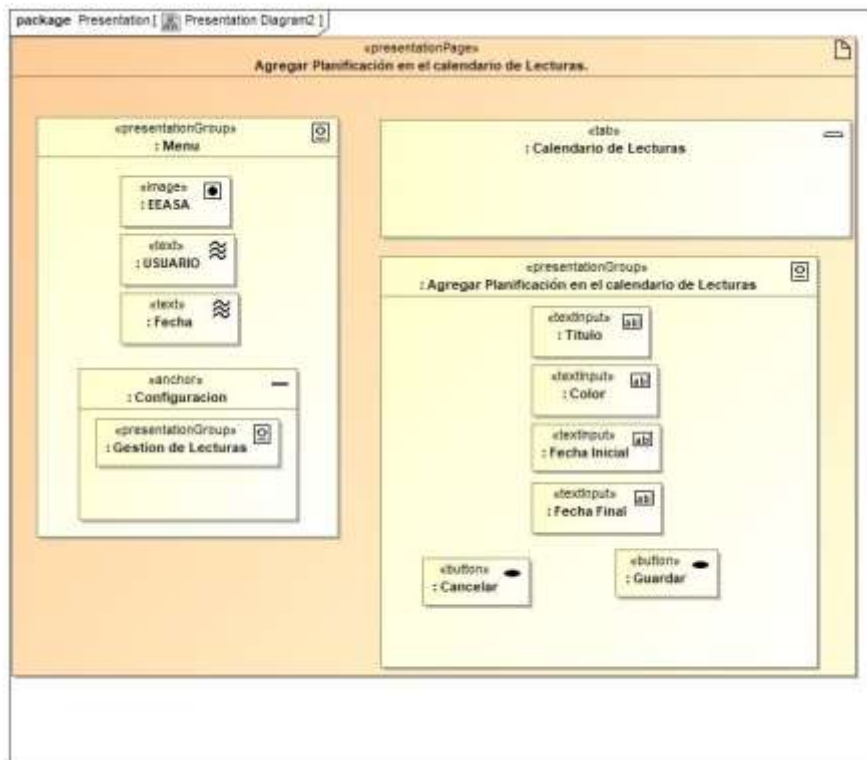 package Presentation [ Presentation Diagram2 ]
«presentationPage»
Agregar Planificación en el calendario de Lecturas.
«presentationGroup»
: Menu
«image»
: EEASA
«text»
: USUARIO
«text»
: Fecha
«anchor»
: Configuracion
«presentationGroup»
: Gestion de Lecturas
«tab»
: Calendario de Lecturas
«presentationGroup»
: Agregar Planificación en el calendario de Lecturas
«textInput»
: Titulo
«textInput»
: Color
«textInput»
: Fecha Inicial
«textInput»
: Fecha Final
«button»
: Cancelar
«button»
: Guardar